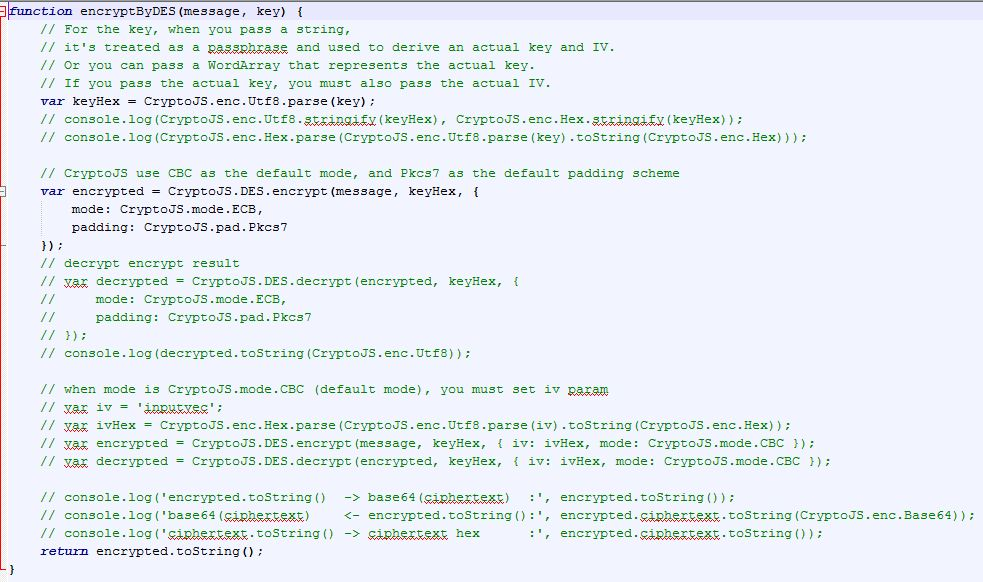 function encryptByDES(message, key) {
    // For the key, when you pass a string,
    // it's treated as a passphrase and used to derive an actual key and IV.
    // Or you can pass a WordArray that represents the actual key.
    // If you pass the actual key, you must also pass the actual IV.
    var keyHex = CryptoJS.enc.Utf8.parse(key);
    // console.log(CryptoJS.enc.Utf8.stringify(keyHex), CryptoJS.enc.Hex.stringify(keyHex));
    // console.log(CryptoJS.enc.Hex.parse(CryptoJS.enc.Utf8.parse(key).toString(CryptoJS.enc.Hex)));

    // CryptoJS use CBC as the default mode, and Pkcs7 as the default padding scheme
    var encrypted = CryptoJS.DES.encrypt(message, keyHex, {
        mode: CryptoJS.mode.ECB,
        padding: CryptoJS.pad.Pkcs7
    });
    // decrypt encrypt result
    // var decrypted = CryptoJS.DES.decrypt(encrypted, keyHex, {
    //     mode: CryptoJS.mode.ECB,
    //     padding: CryptoJS.pad.Pkcs7
    // });
    // console.log(decrypted.toString(CryptoJS.enc.Utf8));

    // when mode is CryptoJS.mode.CBC (default mode), you must set iv param
    // var iv = 'inputvec';
    // var ivHex = CryptoJS.enc.Hex.parse(CryptoJS.enc.Utf8.parse(iv).toString(CryptoJS.enc.Hex));
    // var encrypted = CryptoJS.DES.encrypt(message, keyHex, { iv: ivHex, mode: CryptoJS.mode.CBC });
    // var decrypted = CryptoJS.DES.decrypt(encrypted, keyHex, { iv: ivHex, mode: CryptoJS.mode.CBC });

    // console.log('encrypted.toString()  -> base64(ciphertext)  :', encrypted.toString());
    // console.log('base64(ciphertext)    <- encrypted.toString():', encrypted.ciphertext.toString(CryptoJS.enc.Base64));
    // console.log('ciphertext.toString() -> ciphertext hex      :', encrypted.ciphertext.toString());
    return encrypted.toString();
}